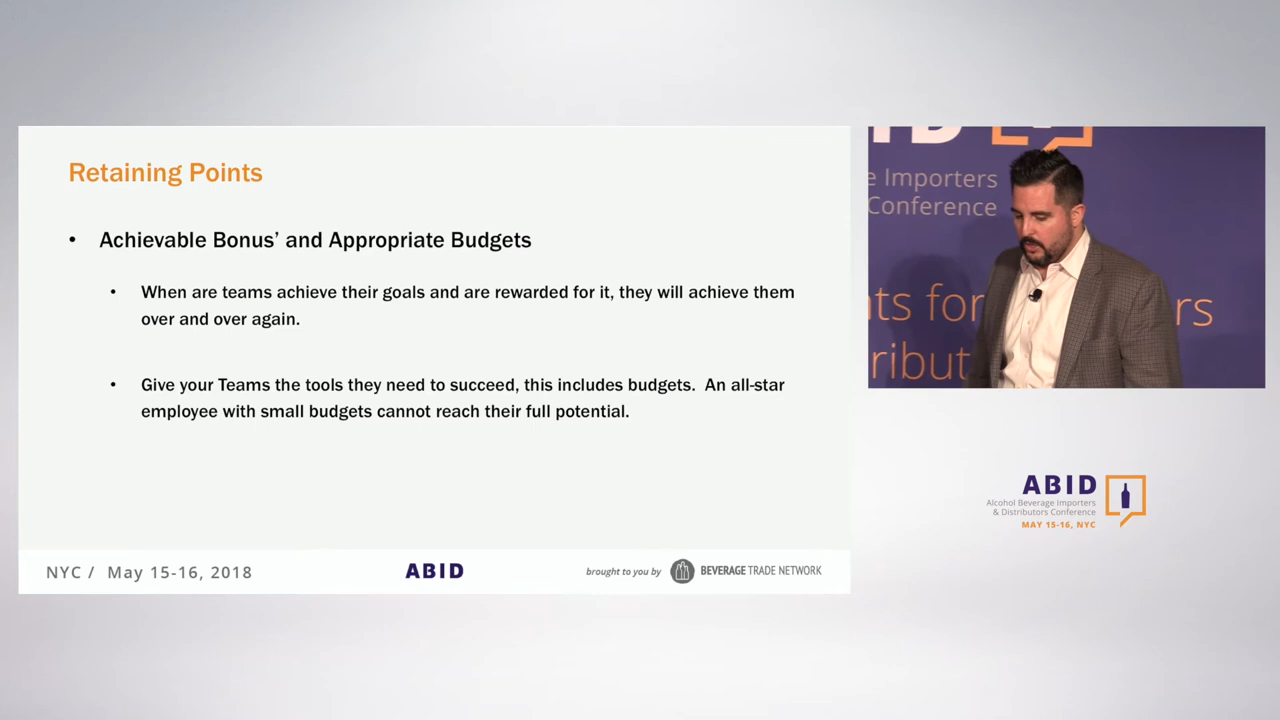 Retaining Points
• Achievable Bonus’ and Appropriate Budgets
• When are teams achieve their goals and are rewarded for it, they will achieve them
over and over again.
• Give your Teams the tools they need to succeed, this includes budgets. An all-star
employee with small budgets cannot reach their full potential.
NYC / May 15-16, 2018
ABID
brought to you by
BEVERAGE TRADE NETWORK
e Importers
Conference
nts for
rs
ribut
ABID
Alcohol Beverage Importers
& Distributors Conference
MAY 15-16, NYC